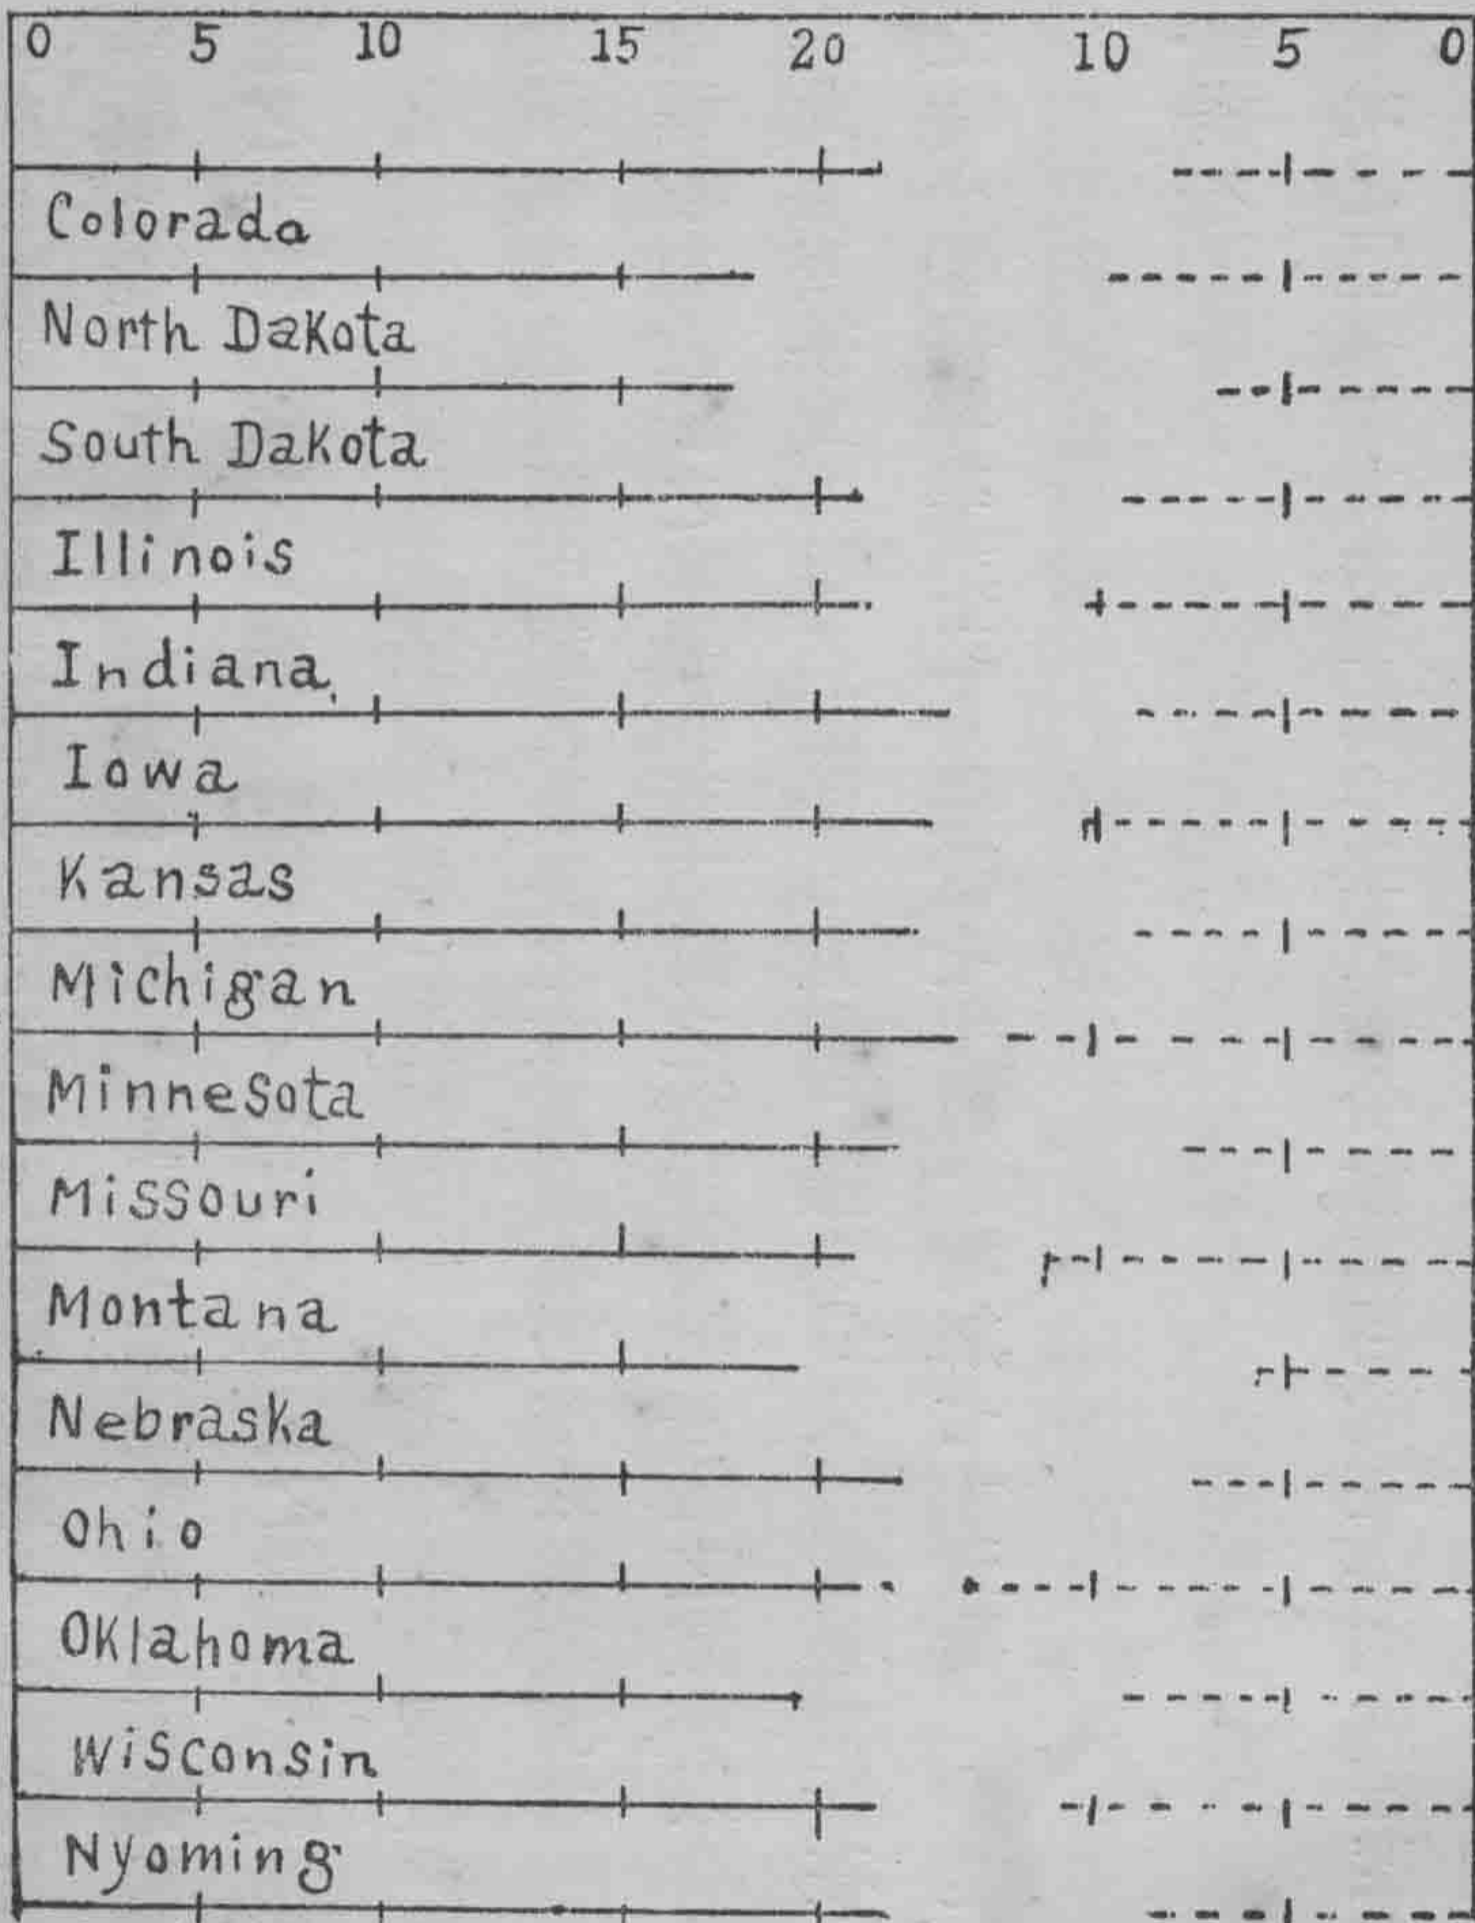 0 5 10 15 20 10 5 0
Colorado
North Dakota
South Dakota
Illinois
Indiana
Iowa
Kansas
Michigan
Minnesota
Missouri
Montana
Nebraska
Ohio
Oklahoma
Wisconsin
Nyoming